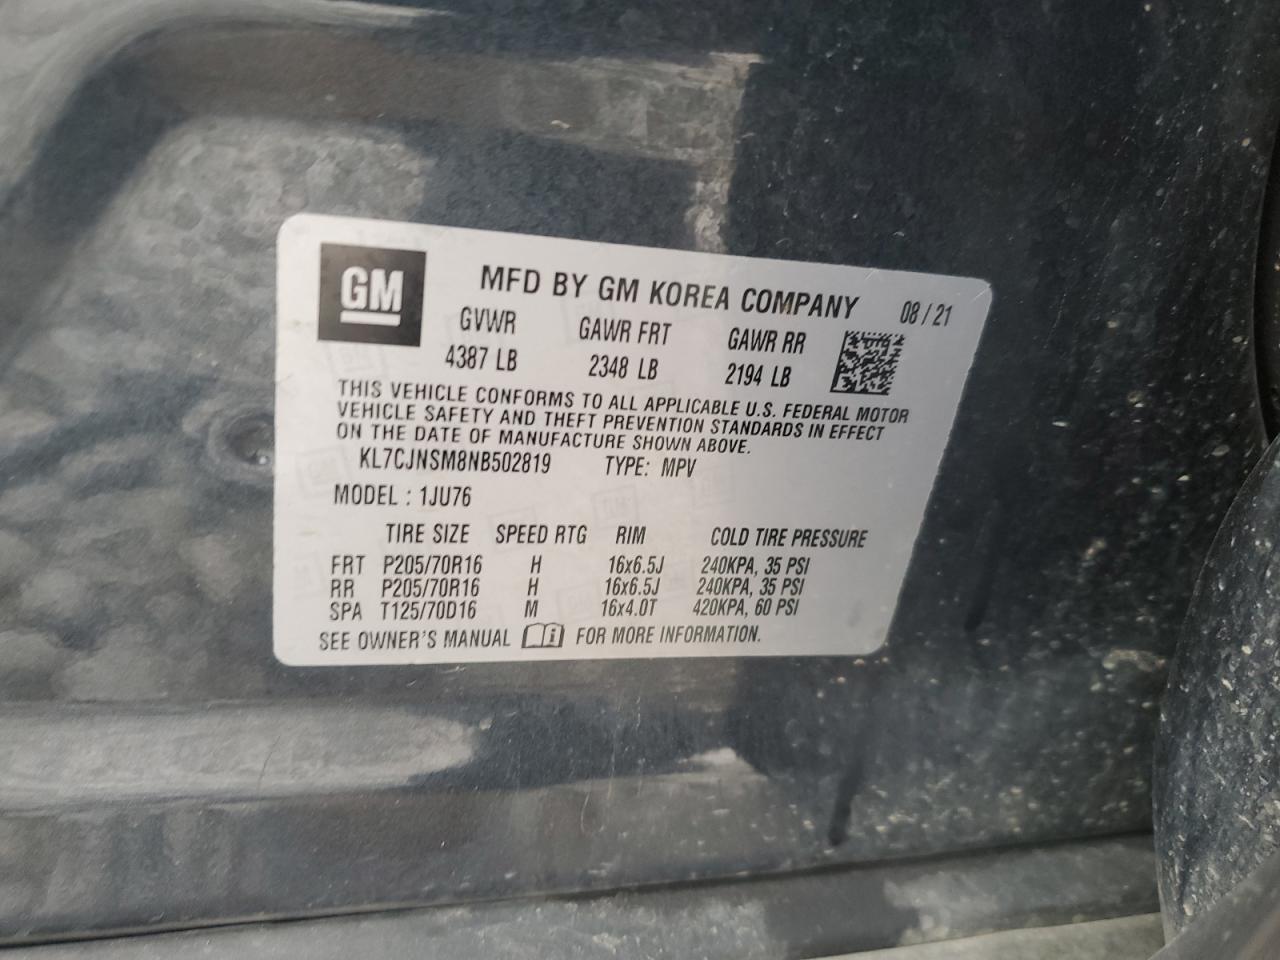 GM
MFD BY GM KOREA COMPANY 08 / 21
GVWR GAWR FRT GAWR RR
4387 LB 2348 LB 2194 LB
THIS VEHICLE CONFORMS TO ALL APPLICABLE U.S. FEDERAL MOTOR
VEHICLE SAFETY AND THEFT PREVENTION STANDARDS IN EFFECT
ON THE DATE OF MANUFACTURE SHOWN ABOVE.
KL7CJNSM8NB502819 TYPE: MPV
MODEL : 1JU76
TIRE SIZE SPEED RTG RIM COLD TIRE PRESSURE
FRT P205/70R16 H 16x6.5J 240KPA, 35 PSI
RR P205/70R16 H 16x6.5J 240KPA, 35 PSI
SPA T125/70D16 M 16x4.0T 420KPA, 60 PSI
SEE OWNER'S MANUAL FOR MORE INFORMATION.